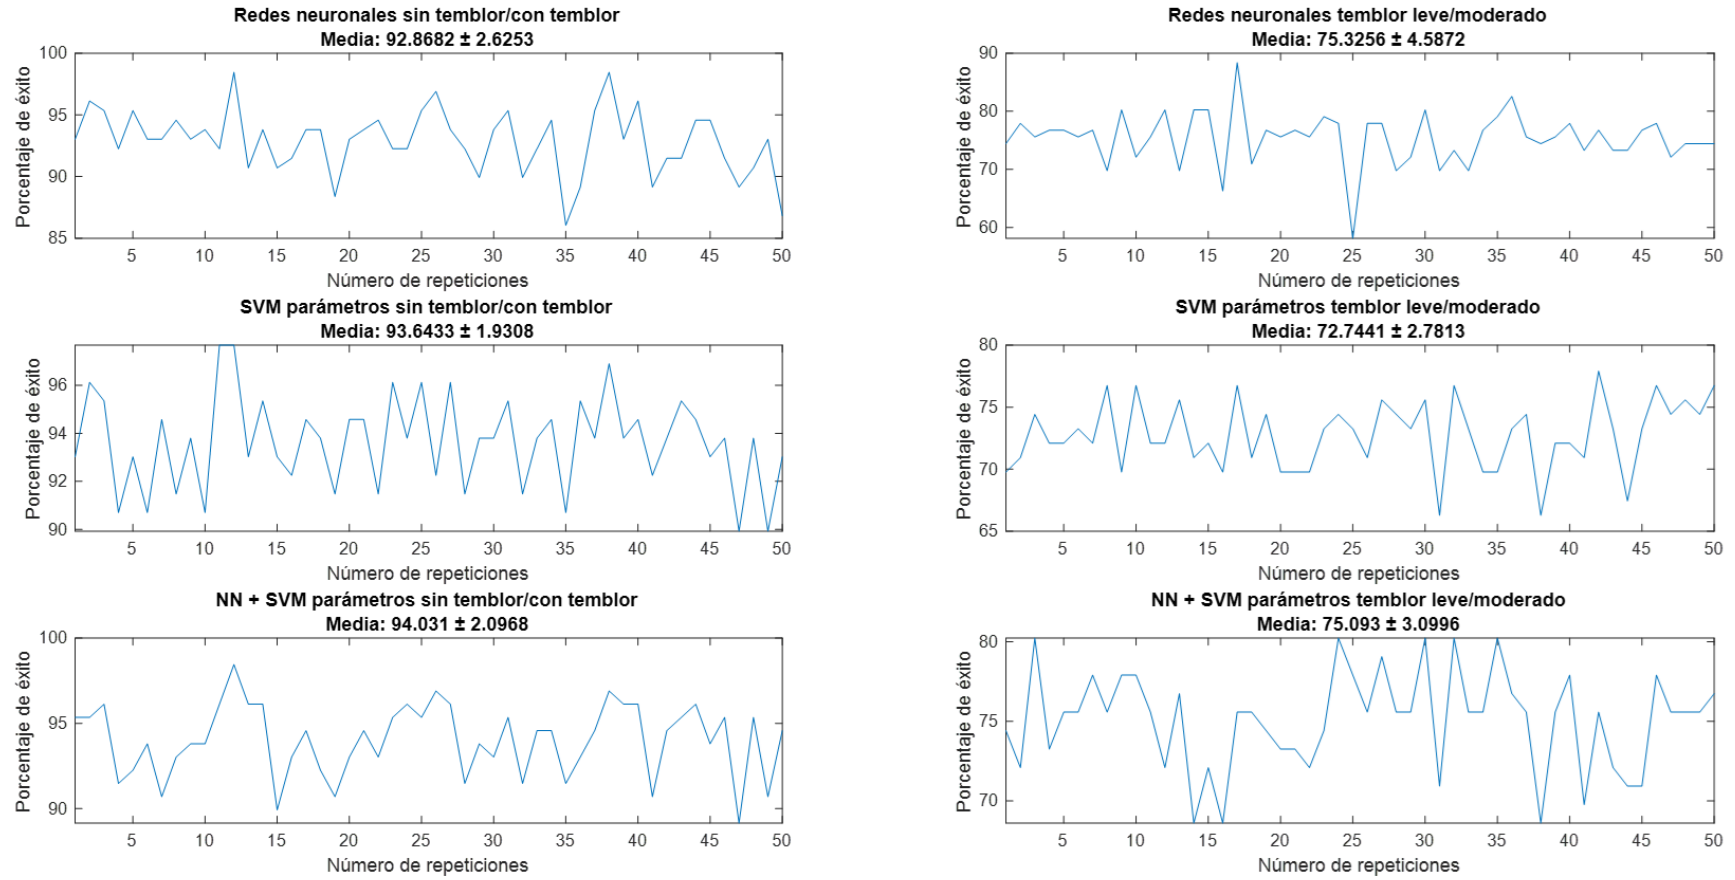 Redes neuronales sin temblor/con temblor
Media: 92.8682 ± 2.6253
100
95
90
85
Porcentaje de éxito
5 10 15 20 25 30 35 40 45 50
Número de repeticiones
Redes neuronales temblor leve/moderado
Media: 75.3256 ± 4.5872
90
80
70
60
Porcentaje de éxito
5 10 15 20 25 30 35 40 45 50
Número de repeticiones
SVM parámetros sin temblor/con temblor
Media: 93.6433 ± 1.9308
96
94
92
90
Porcentaje de éxito
5 10 15 20 25 30 35 40 45 50
Número de repeticiones
SVM parámetros temblor leve/moderado
Media: 72.7441 ± 2.7813
80
75
70
65
Porcentaje de éxito
5 10 15 20 25 30 35 40 45 50
Número de repeticiones
NN + SVM parámetros sin temblor/con temblor
Media: 94.031 ± 2.0968
100
95
90
Porcentaje de éxito
5 10 15 20 25 30 35 40 45 50
Número de repeticiones
NN + SVM parámetros temblor leve/moderado
Media: 75.093 ± 3.0996
80
75
70
Porcentaje de éxito
5 10 15 20 25 30 35 40 45 50
Número de repeticiones